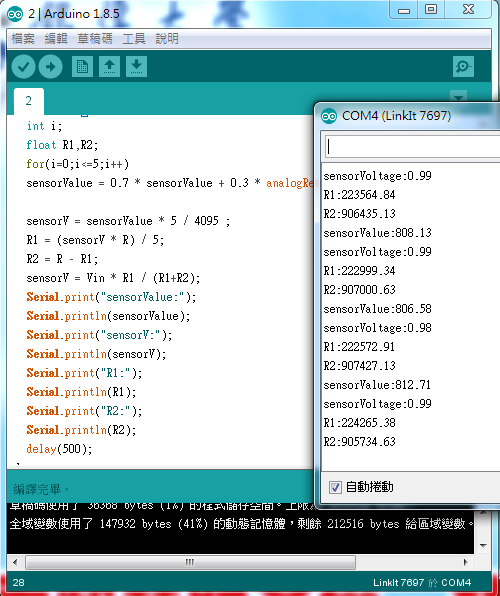 2 | Arduino 1.8.5
檔案 編輯 草稿碼 工具 說明
2
int i;
float R1,R2;
for(i=0;i<=5;i++)
sensorValue = 0.7 * sensorValue + 0.3 * analogRe
sensorV = sensorValue * 5 / 4095 ;
R1 = (sensorV * R) / 5;
R2 = R - R1;
sensorV = Vin * R1 / (R1+R2);
Serial.print("sensorValue:");
Serial.println(sensorValue);
Serial.print("sensorV:");
Serial.println(sensorV);
Serial.print("R1:");
Serial.println(R1);
Serial.print("R2:");
Serial.println(R2);
delay(500);
COM4 (LinkIt 7697)
sensorVoltage:0.99
R1:223564.84
R2:906435.13
sensorValue:808.13
sensorVoltage:0.99
R1:222999.34
R2:907000.63
sensorValue:806.58
sensorVoltage:0.98
R1:222572.91
R2:907427.13
sensorValue:812.71
sensorVoltage:0.99
R1:224265.38
R2:905734.63
自動捲動
編譯完畢。
草稿碼使用了 36368 bytes (1%) 的程式儲存空間。上限為
全域變數使用了 147932 bytes (41%) 的動態記憶體，剩餘 212516 bytes 給區域變數。
28
LinkIt 7697 於 COM4